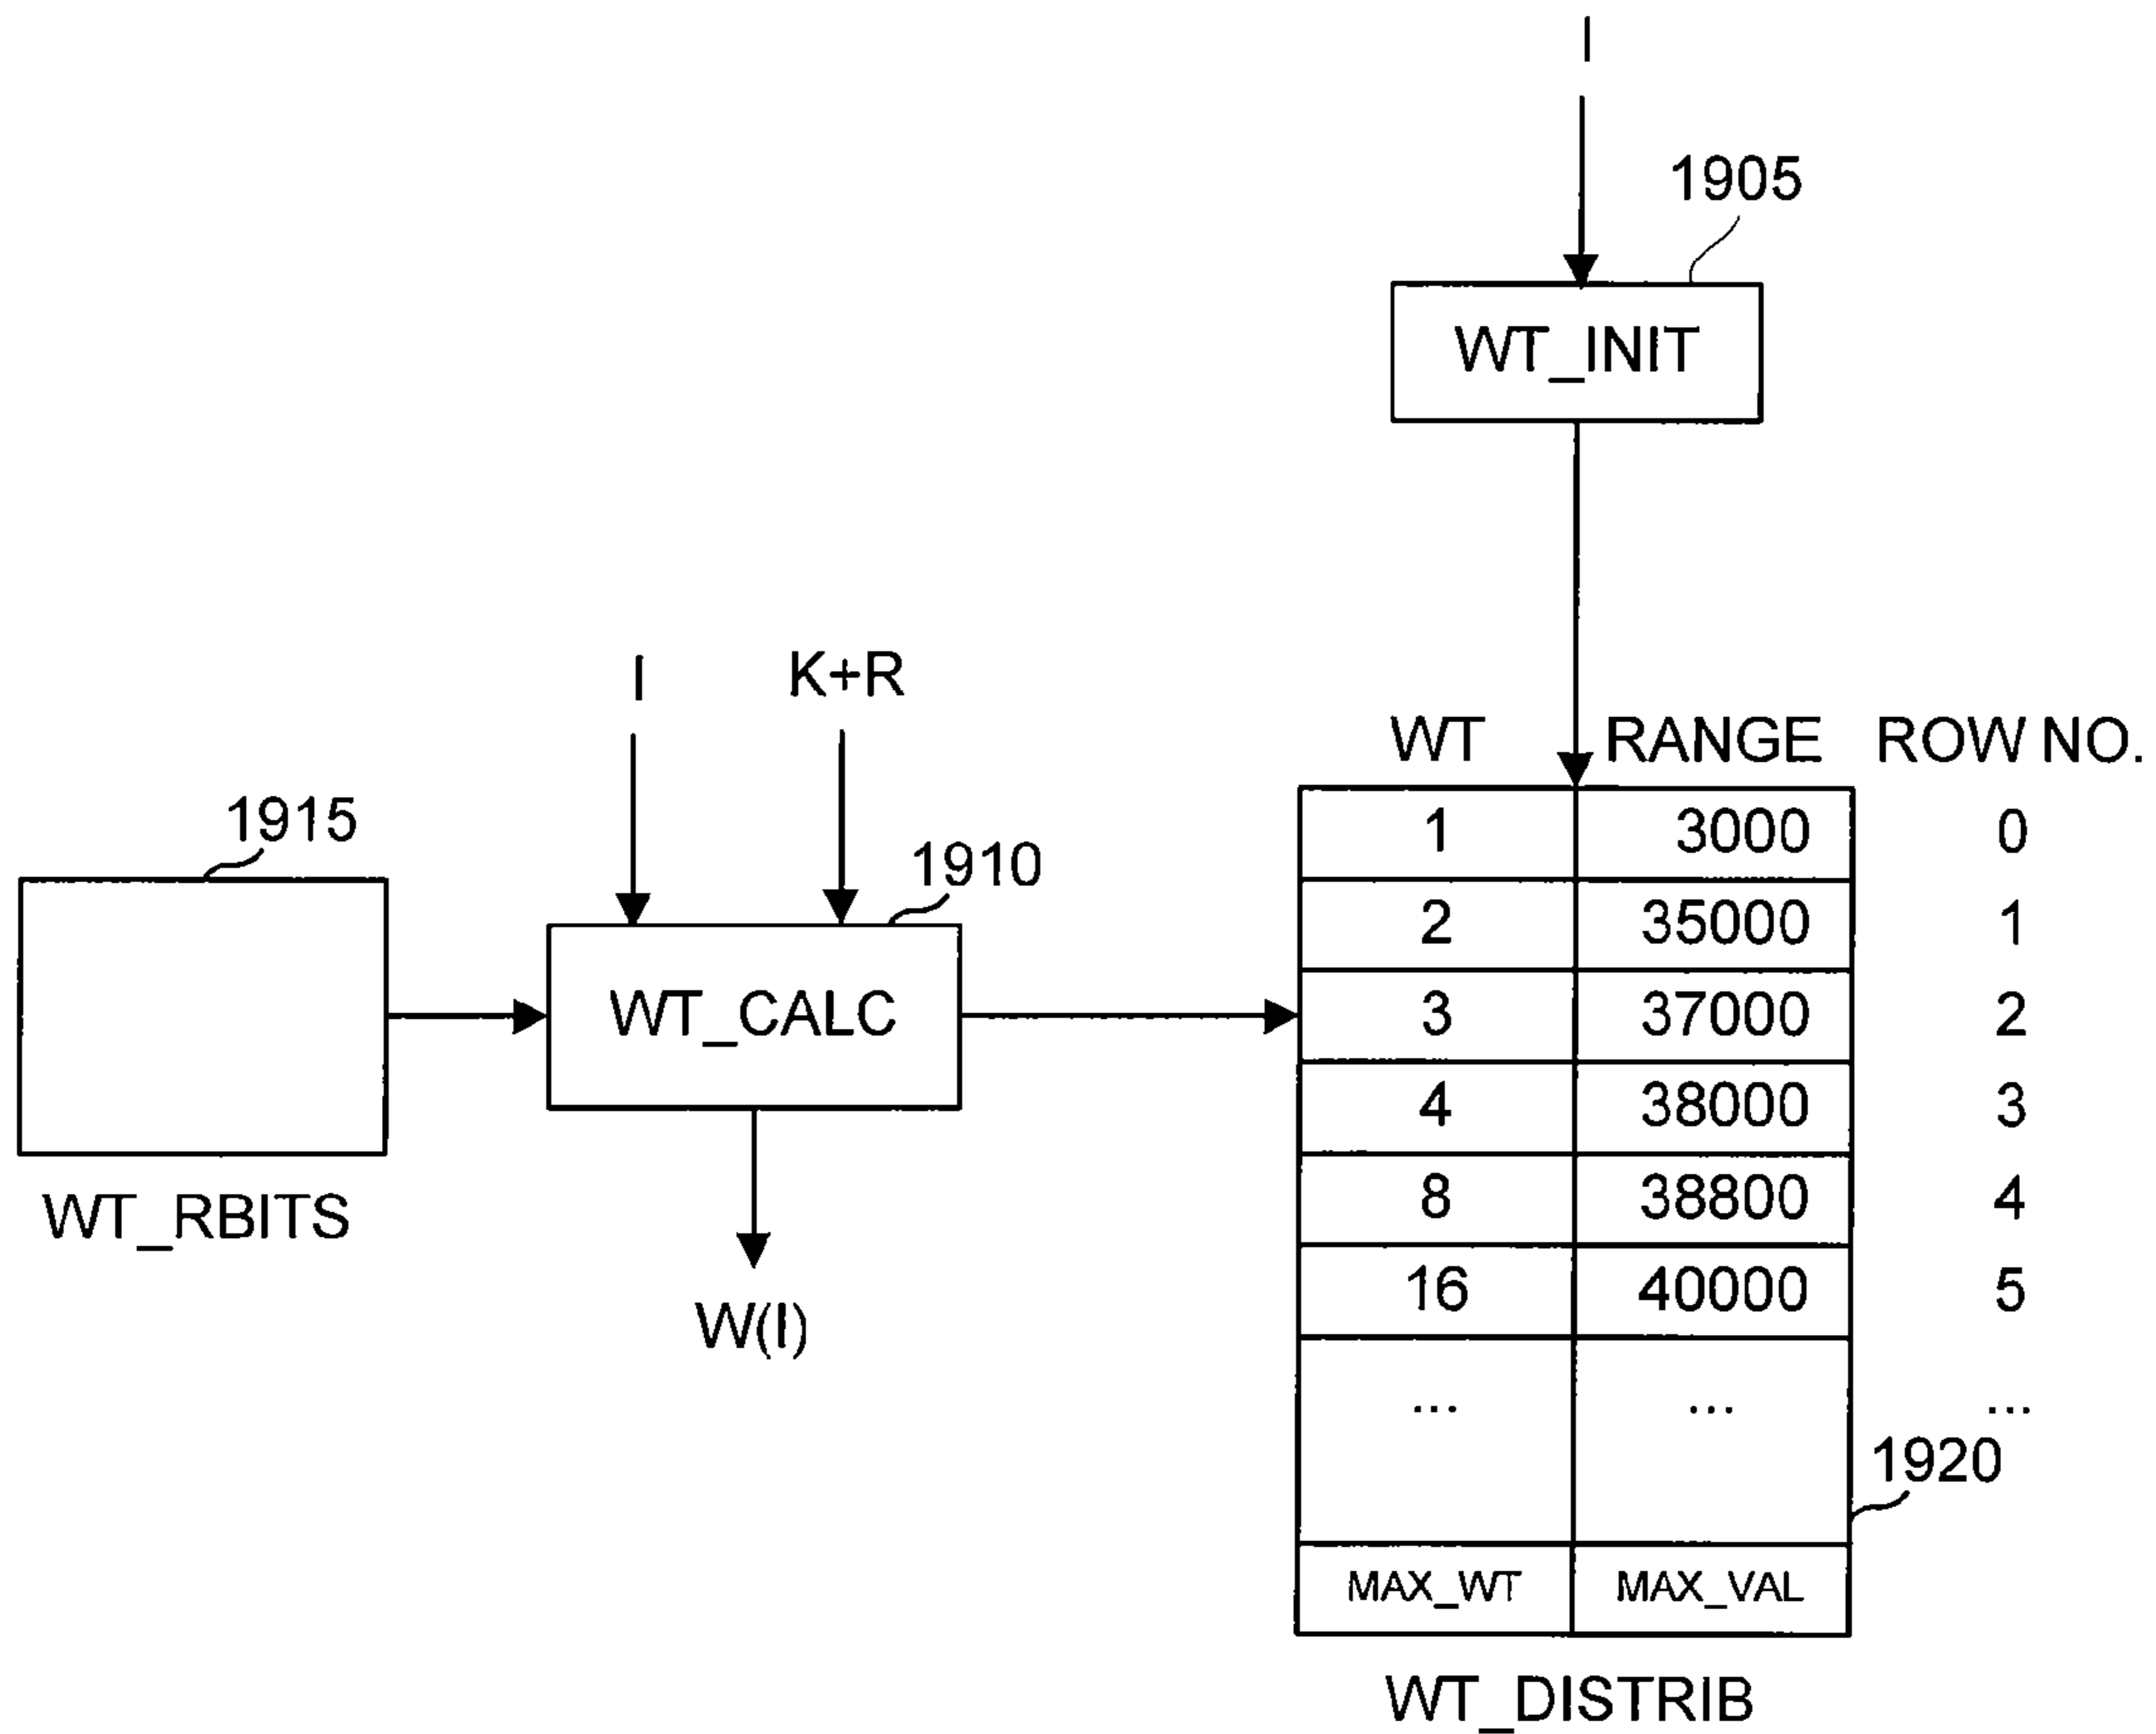 I
1905
WT_INIT
I
K+R
WT RANGE ROW NO.
1915
1910
WT_CALC
WT_RBITS
W(I)
1 3000 0
2 35000 1
3 37000 2
4 38000 3
8 38800 4
16 40000 5
... ... ...
1920
MAX_WT MAX_VAL
WT_DISTRIB